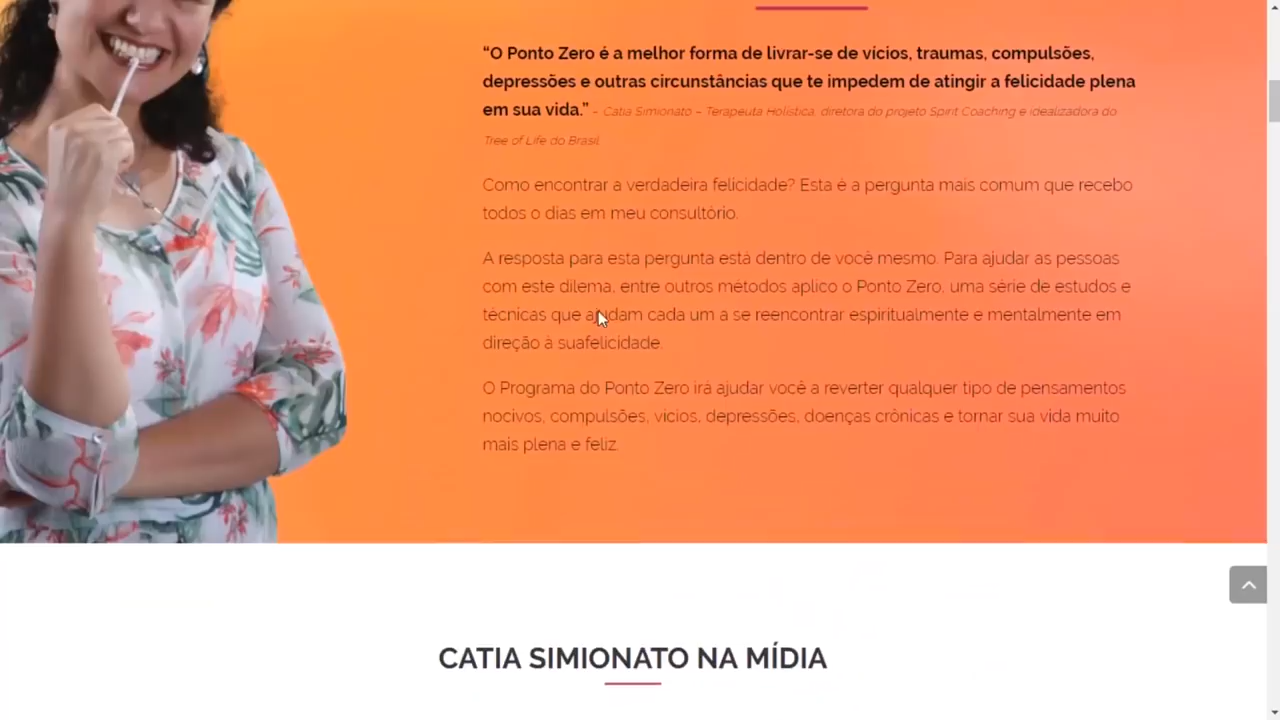 “O Ponto Zero é a melhor forma de livrar-se de vícios, traumas, compulsões,
depressões e outras circunstâncias que te impedem de atingir a felicidade plena
em sua vida.” - Catia Simionato – Terapeuta Holística, diretora do projeto Spirit Coaching e idealizadora do
Tree of Life do Brasil
Como encontrar a verdadeira felicidade? Esta é a pergunta mais comum que recebo
todos o dias em meu consultório.
A resposta para esta pergunta está dentro de você mesmo. Para ajudar as pessoas
com este dilema, entre outros métodos aplico o Ponto Zero, uma série de estudos e
técnicas que ajudam cada um a se reencontrar espiritualmente e mentalmente em
direção à suafelicidade.
O Programa do Ponto Zero irá ajudar você a reverter qualquer tipo de pensamentos
nocivos, compulsões, vícios, depressões, doenças crônicas e tornar sua vida muito
mais plena e feliz.
CATIA SIMIONATO NA MÍDIA